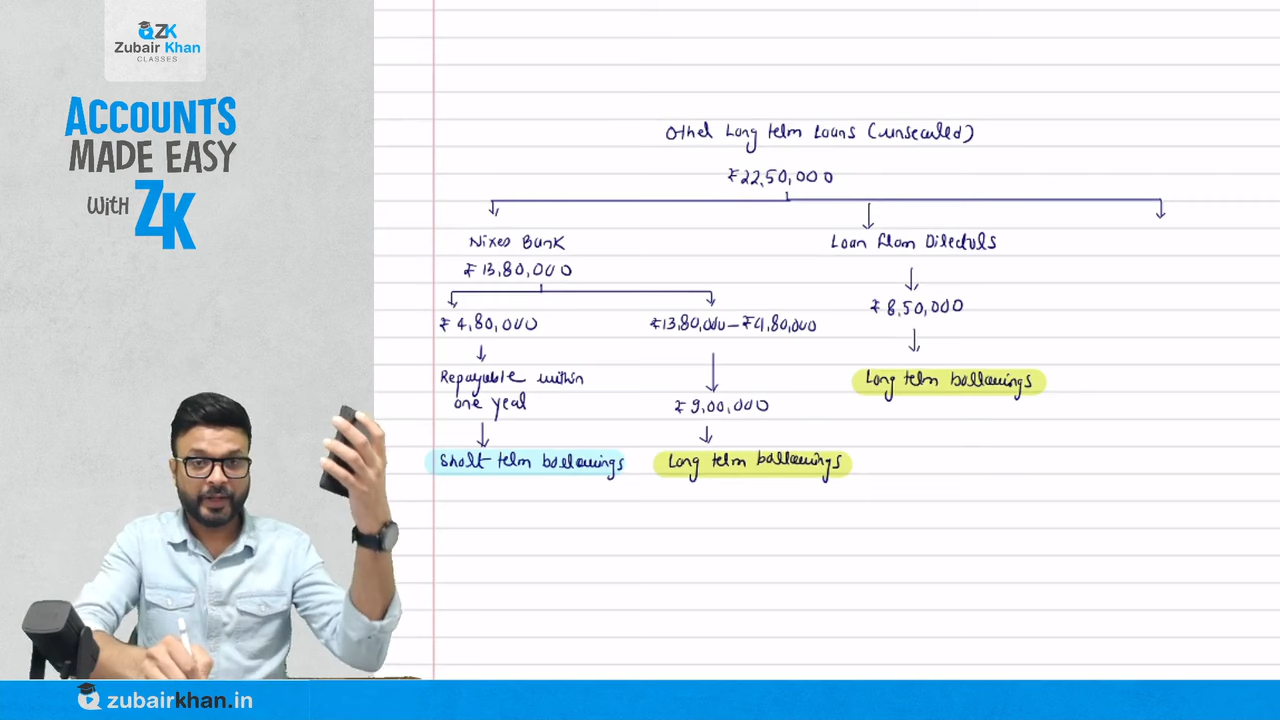 ZK
Zubair Khan
CLASSES
ACCOUNTS
MADE EASY
WITH ZK
Other Long term Loans (unsecured)
₹22,50,000
Nixes Bank
₹13,80,000
Loan from Directors
₹4,80,000
₹13,80,000-₹4,80,000
₹8,50,000
Repayable within
one year
₹9,00,000
Long term borrowings
Short term borrowings
Long term borrowings
zubairkhan.in